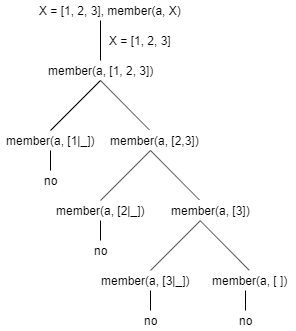 X = [1, 2, 3], member(a, X)
X = [1, 2, 3]
member(a, [1, 2, 3])
member(a, [1|_])
member(a, [2,3])
no
member(a, [2|_])
member(a, [3])
no
member(a, [3|_])
member(a, [ ])
no
no